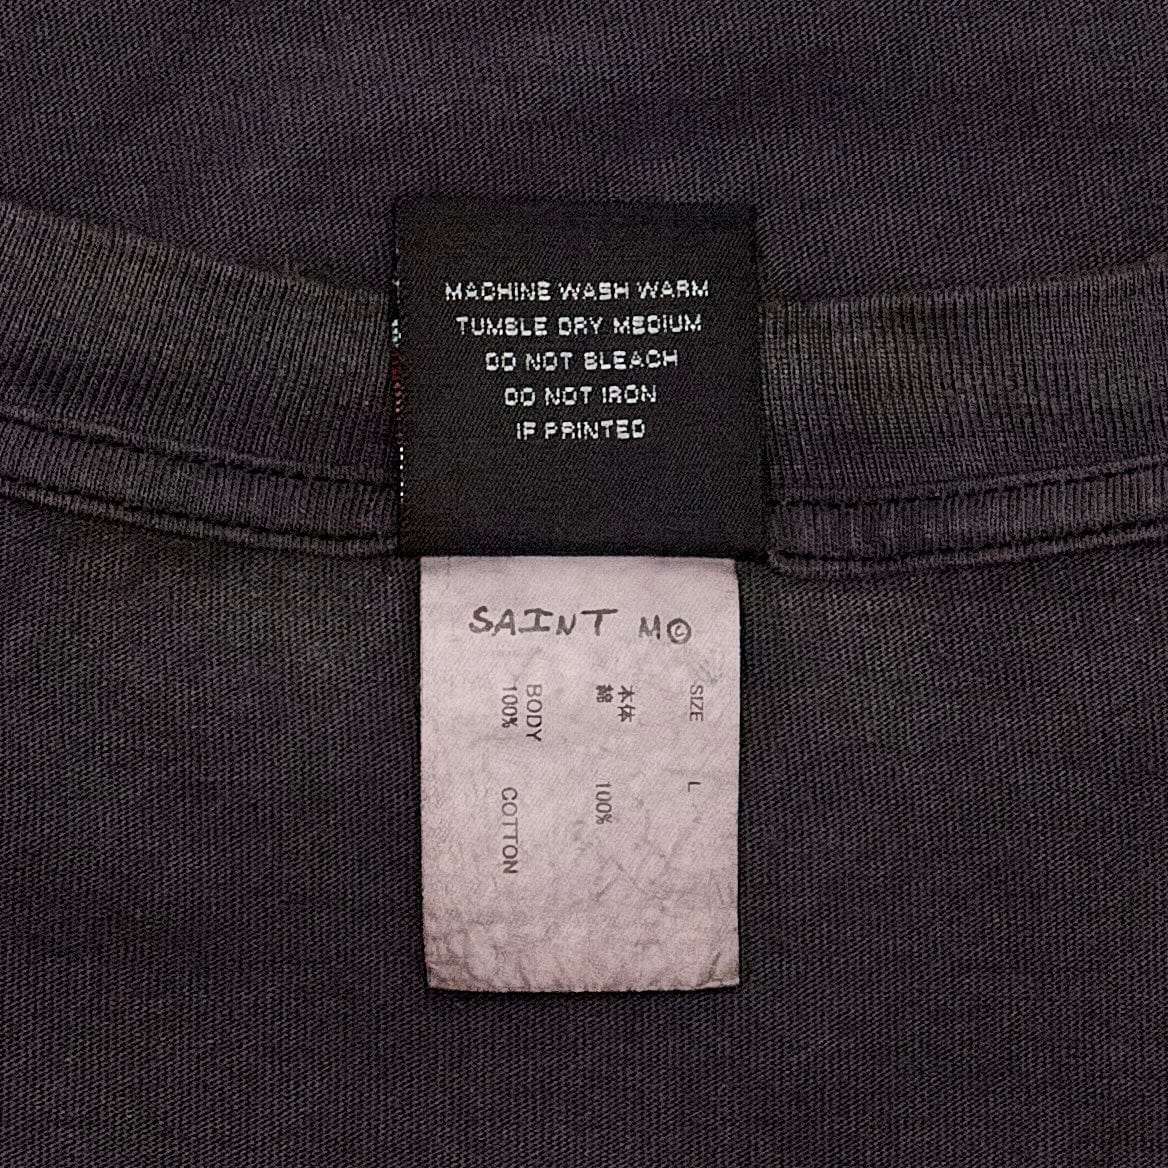 MACHINE WASH WARM
TUMBLE DRY MEDIUM
DO NOT BLEACH
DO NOT IRON
IF PRINTED
SAINT M©
SIZE L
本体
綿 100%
BODY
100% COTTON